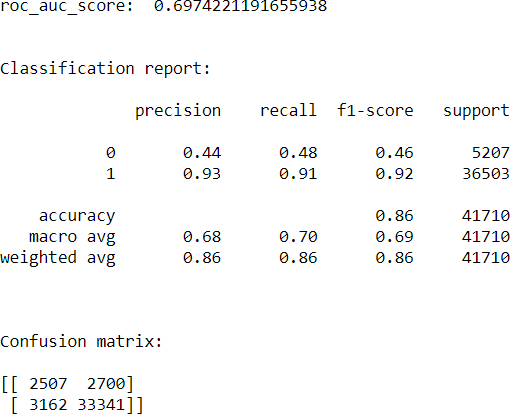 roc_auc_score:  0.6974221191655938
Classification report:
precision    recall  f1-score   support
0       0.44      0.48      0.46      5207
1       0.93      0.91      0.92     36503
accuracy                           0.86     41710
macro avg       0.68      0.70      0.69     41710
weighted avg       0.86      0.86      0.86     41710
Confusion matrix:
[[ 2507  2700]
[ 3162 33341]]